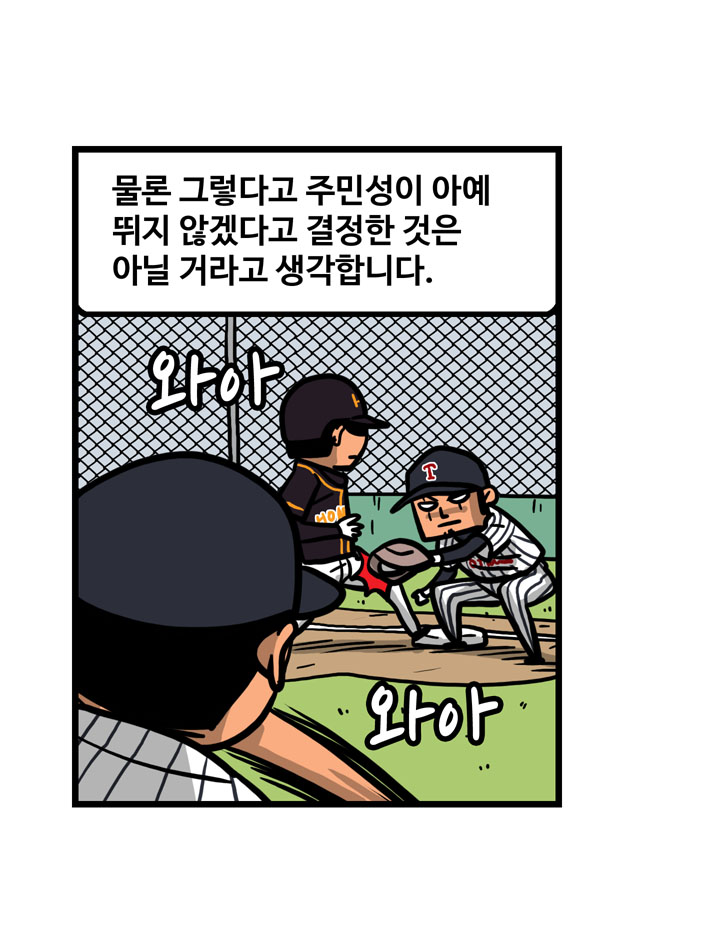 물론 그렇다고 주민성이 아예
뛰지 않겠다고 결정한 것은
아닐 거라고 생각합니다.
와아
T
와아